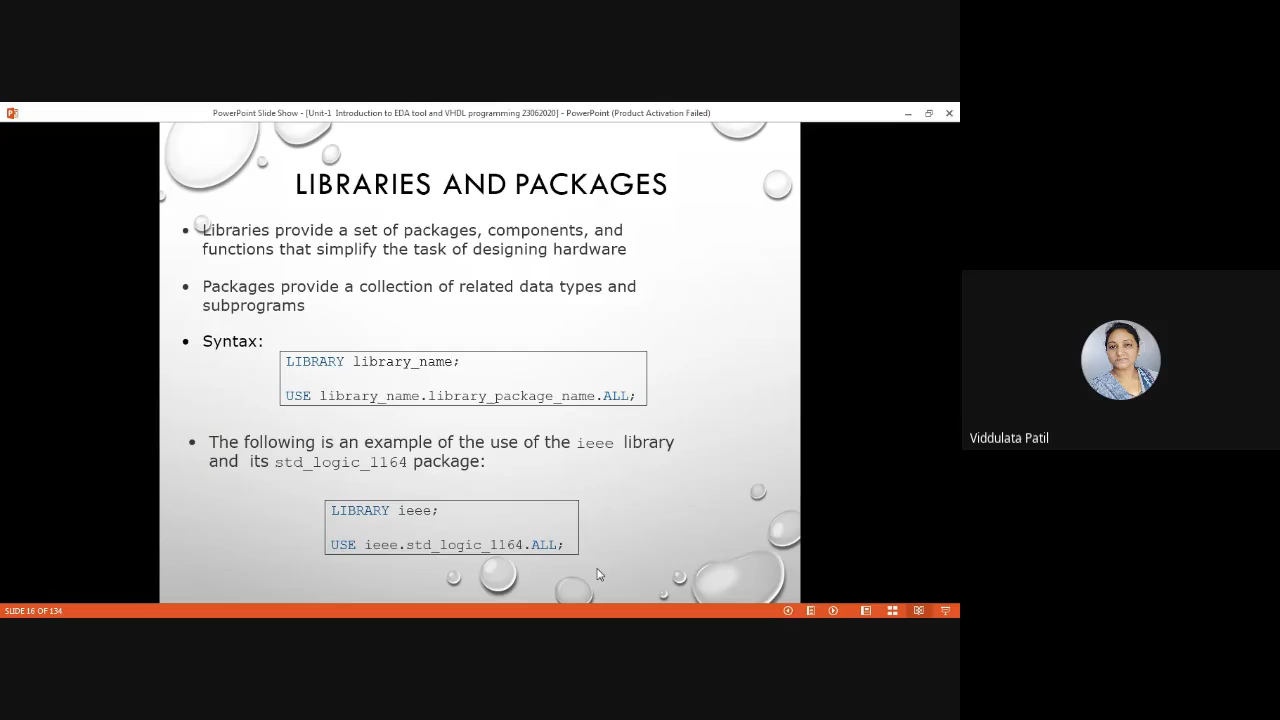 PowerPoint Slide Show - [Unit-1 Introduction to EDA tool and VHDL programming 23062020] - PowerPoint (Product Activation Failed)
LIBRARIES AND PACKAGES
• Libraries provide a set of packages, components, and
functions that simplify the task of designing hardware
• Packages provide a collection of related data types and
subprograms
• Syntax:
LIBRARY library_name;
USE library_name.library_package_name.ALL;
• The following is an example of the use of the ieee library
and its std_logic_1164 package:
LIBRARY ieee;
USE ieee.std_logic_1164.ALL;
SLIDE 16 OF 134
Viddulata Patil